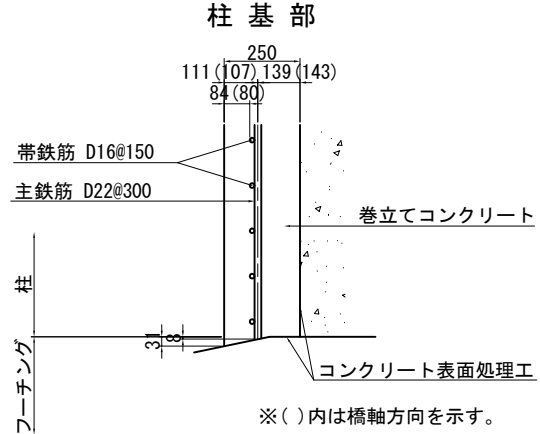 柱 基 部
250
111(107) 139(143)
84(80)
帯鉄筋 D16@150
主鉄筋 D22@300
巻立てコンクリート
柱
31
8
フーチング
コンクリート表面処理工
※( )内は橋軸方向を示す。